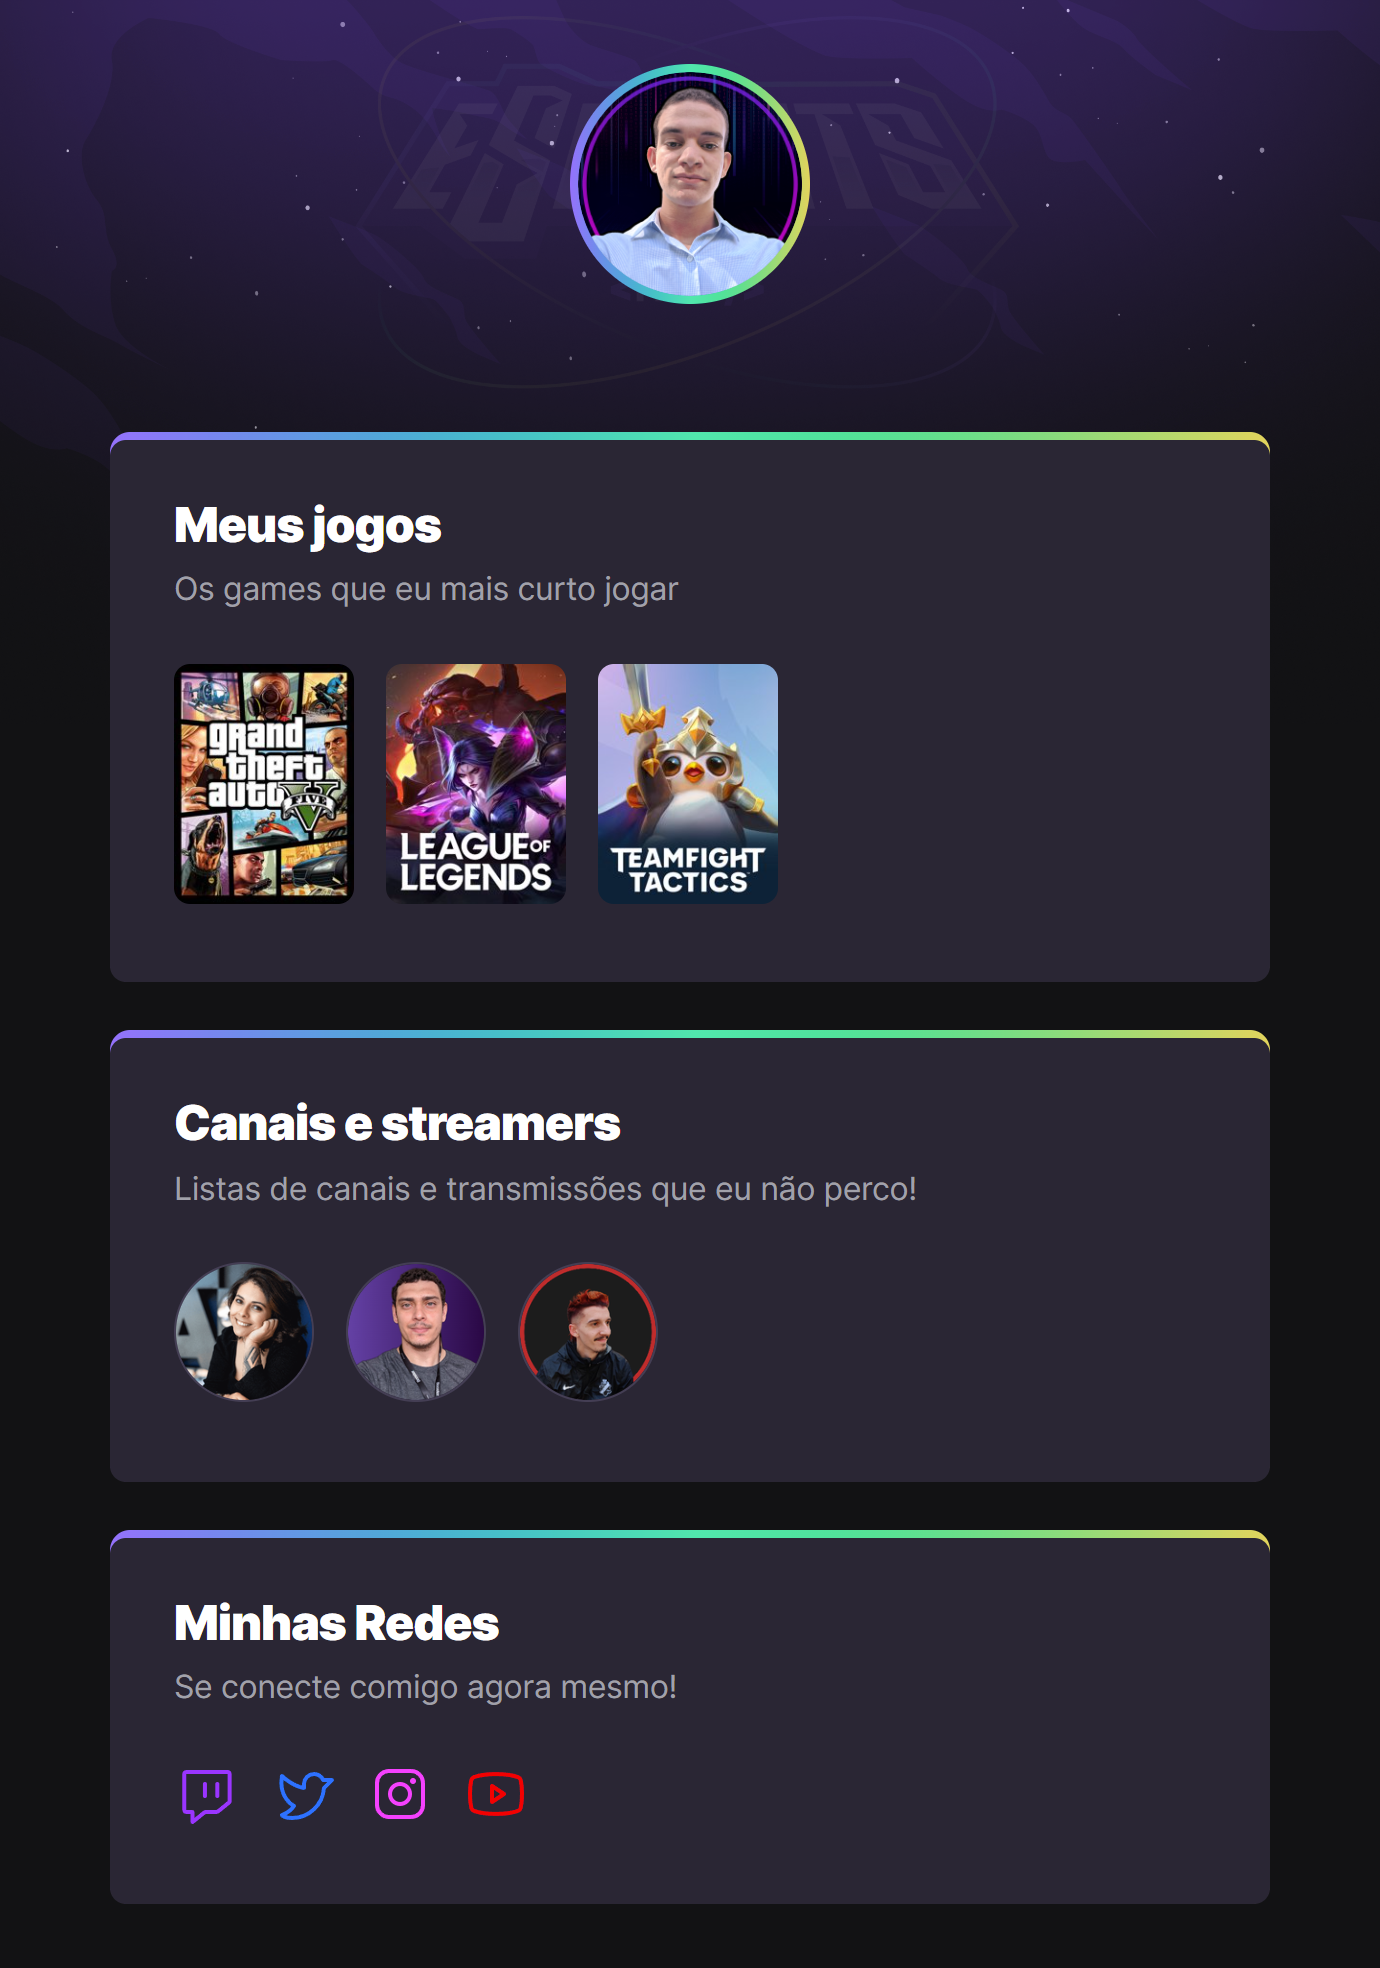 ESPORTS
Meus jogos
Os games que eu mais curto jogar
grand
theft
auto V
FIVE
LEAGUE OF
LEGENDS
TEAMFIGHT
TACTICS
Canais e streamers
Listas de canais e transmissões que eu não perco!
Minhas Redes
Se conecte comigo agora mesmo!